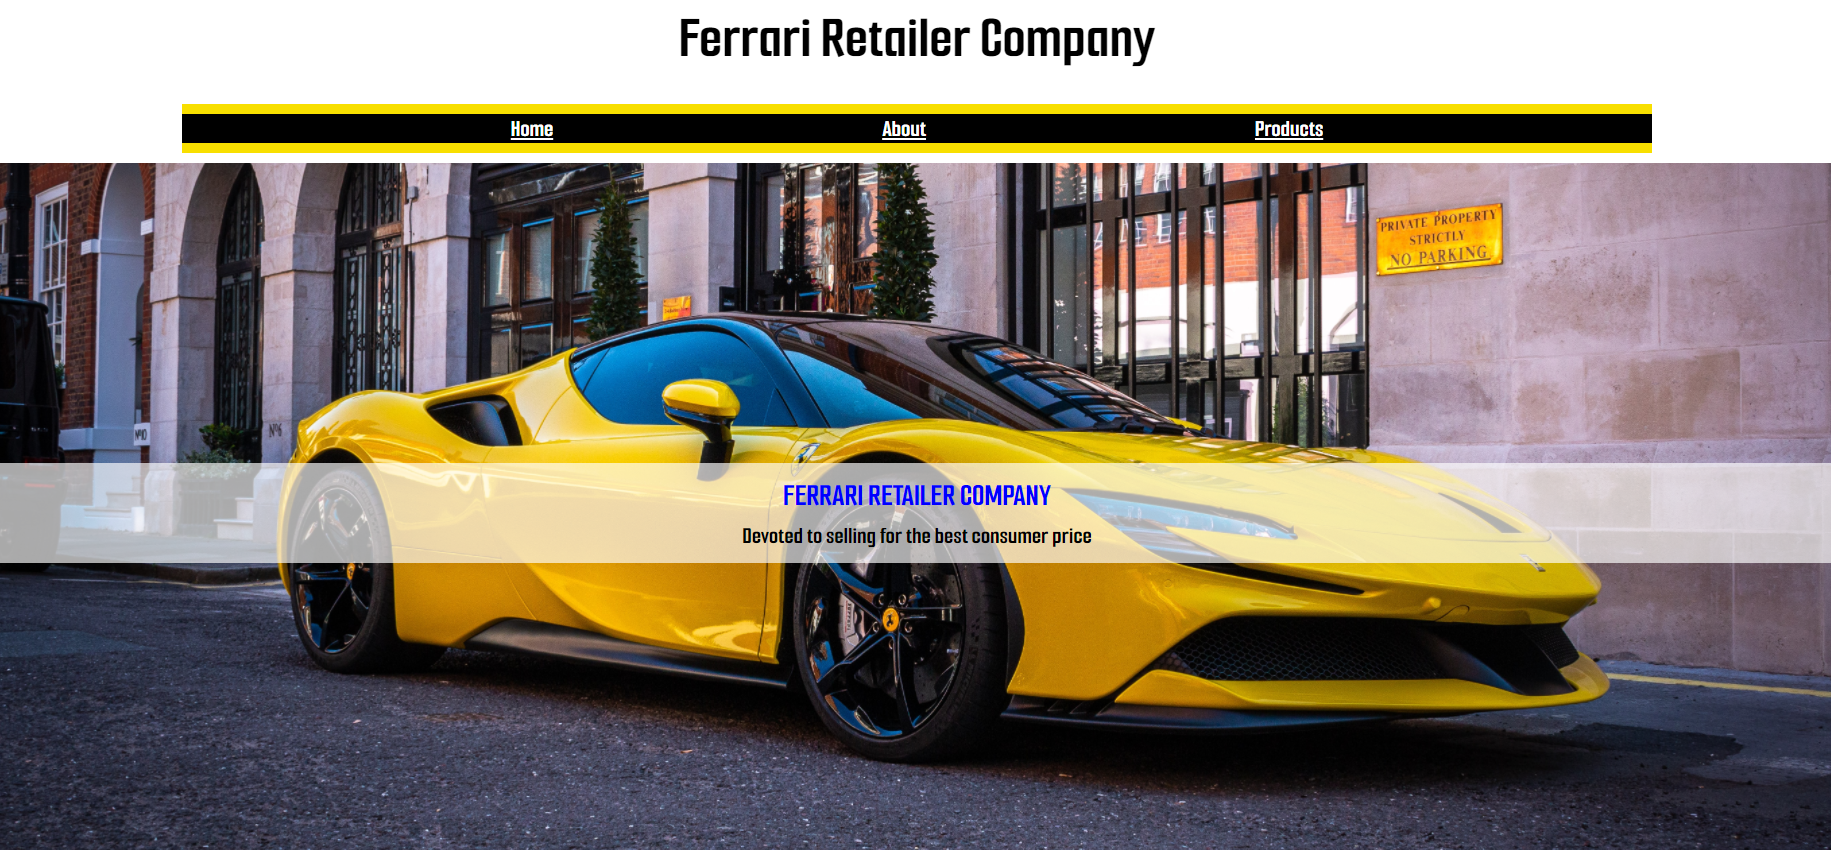 Ferrari Retailer Company
Home About Products
PRIVATE PROPERTY
STRICTLY
NO PARKING
Nº10
Nº6
FERRARI RETAILER COMPANY
Devoted to selling for the best consumer price